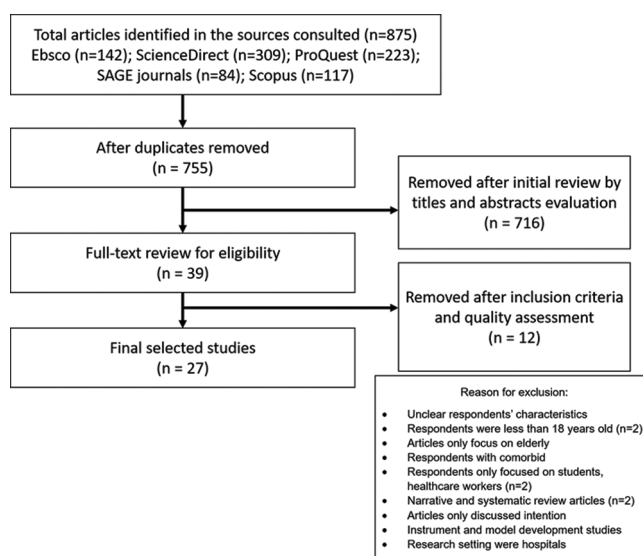 Total articles identified in the sources consulted (n=875)
Ebsco (n=142); ScienceDirect (n=309); ProQuest (n=223);
SAGE journals (n=84); Scopus (n=117)
After duplicates removed
(n = 755)
Removed after initial review by
titles and abstracts evaluation
(n = 716)
Full-text review for eligibility
(n = 39)
Removed after inclusion criteria
and quality assessment
(n = 12)
Final selected studies
(n = 27)
Reason for exclusion:
• Unclear respondents' characteristics
• Respondents were less than 18 years old (n=2)
• Articles only focus on elderly
• Respondents with comorbid
• Respondents only focused on students,
healthcare workers (n=2)
• Narrative and systematic review articles (n=2)
• Articles only discussed intention
• Instrument and model development studies
• Research setting were hospitals